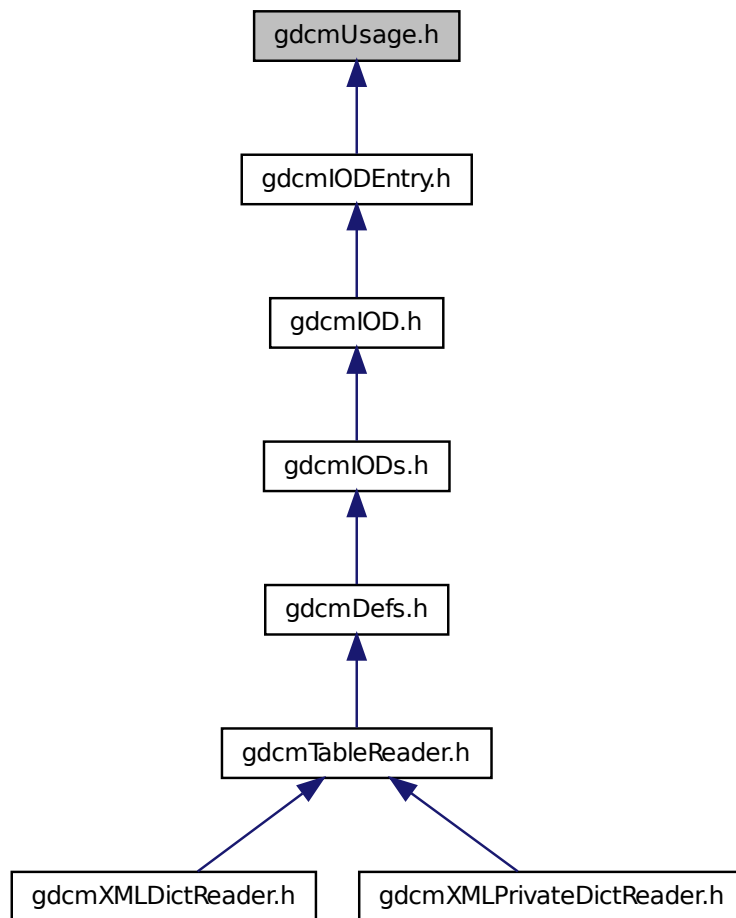 gdcmUsage.h
gdcmIODEntry.h
gdcmIOD.h
gdcmIODs.h
gdcmDefs.h
gdcmTableReader.h
gdcmXMLDictReader.h
gdcmXMLPrivateDictReader.h